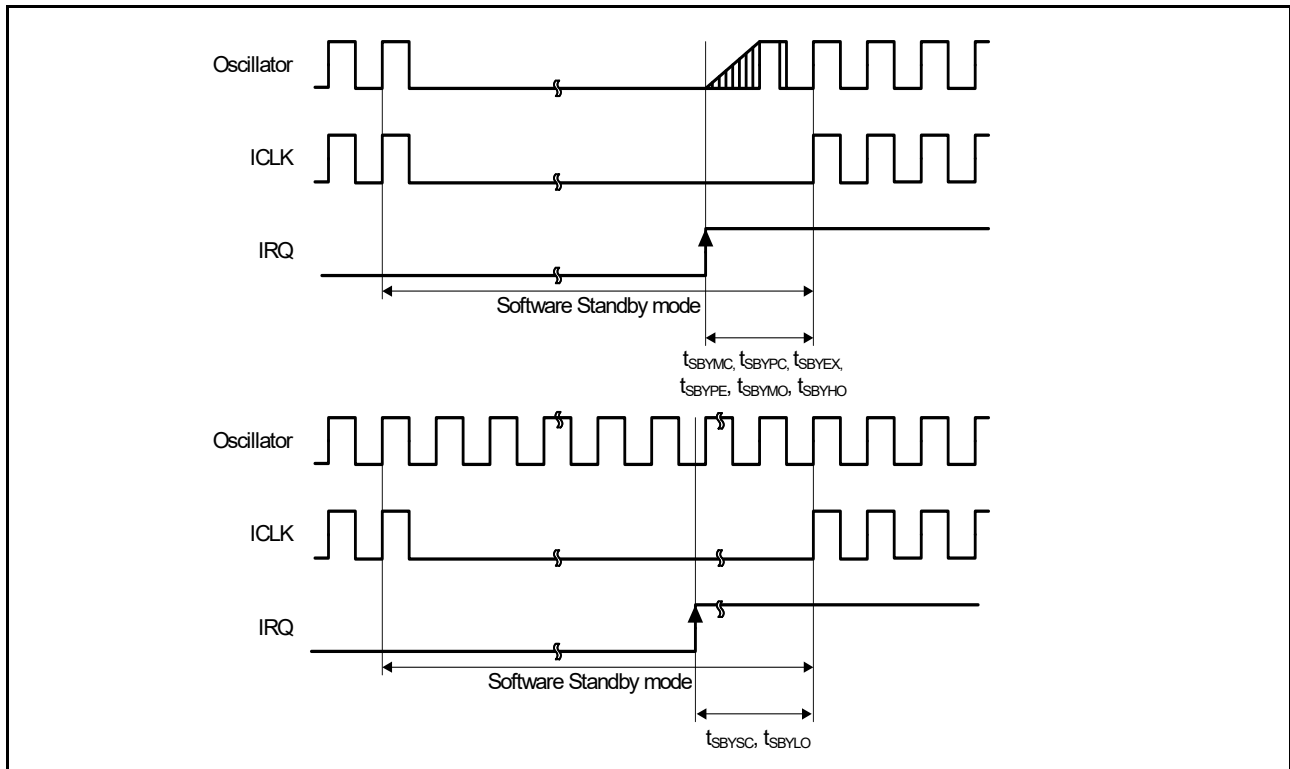 Oscillator
ICLK
IRQ
Software Standby mode
tSBYMC, tSBYPC, tSBYEX,
tSBYPE, tSBYMO, tSBYHO
Oscillator
ICLK
IRQ
Software Standby mode
tSBYSC, tSBYLO